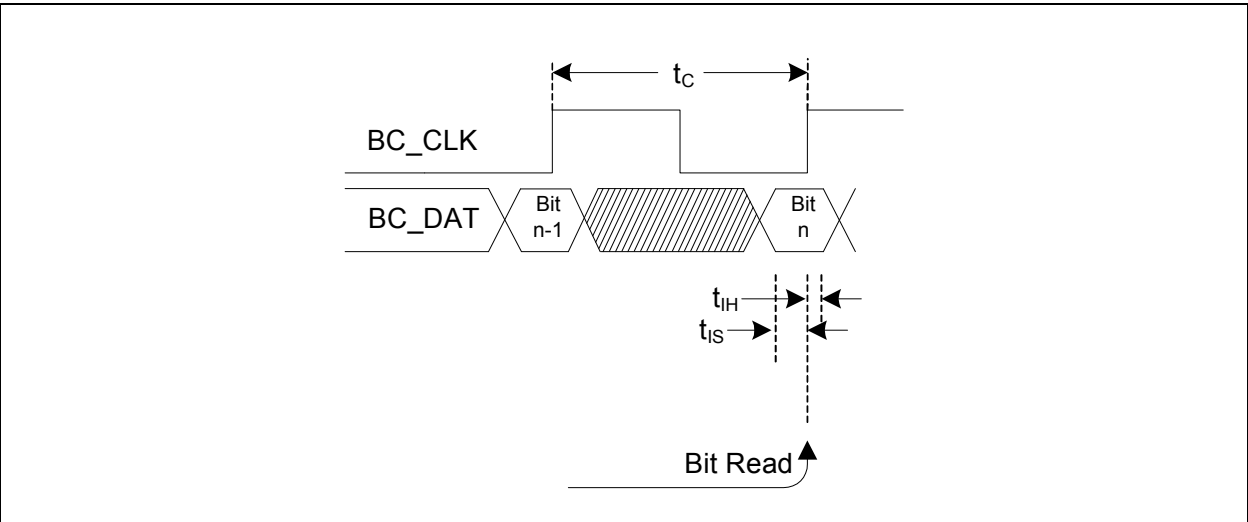 tC
BC_CLK
BC_DAT
Bit
n-1
Bit
n
tIH
tIS
Bit Read